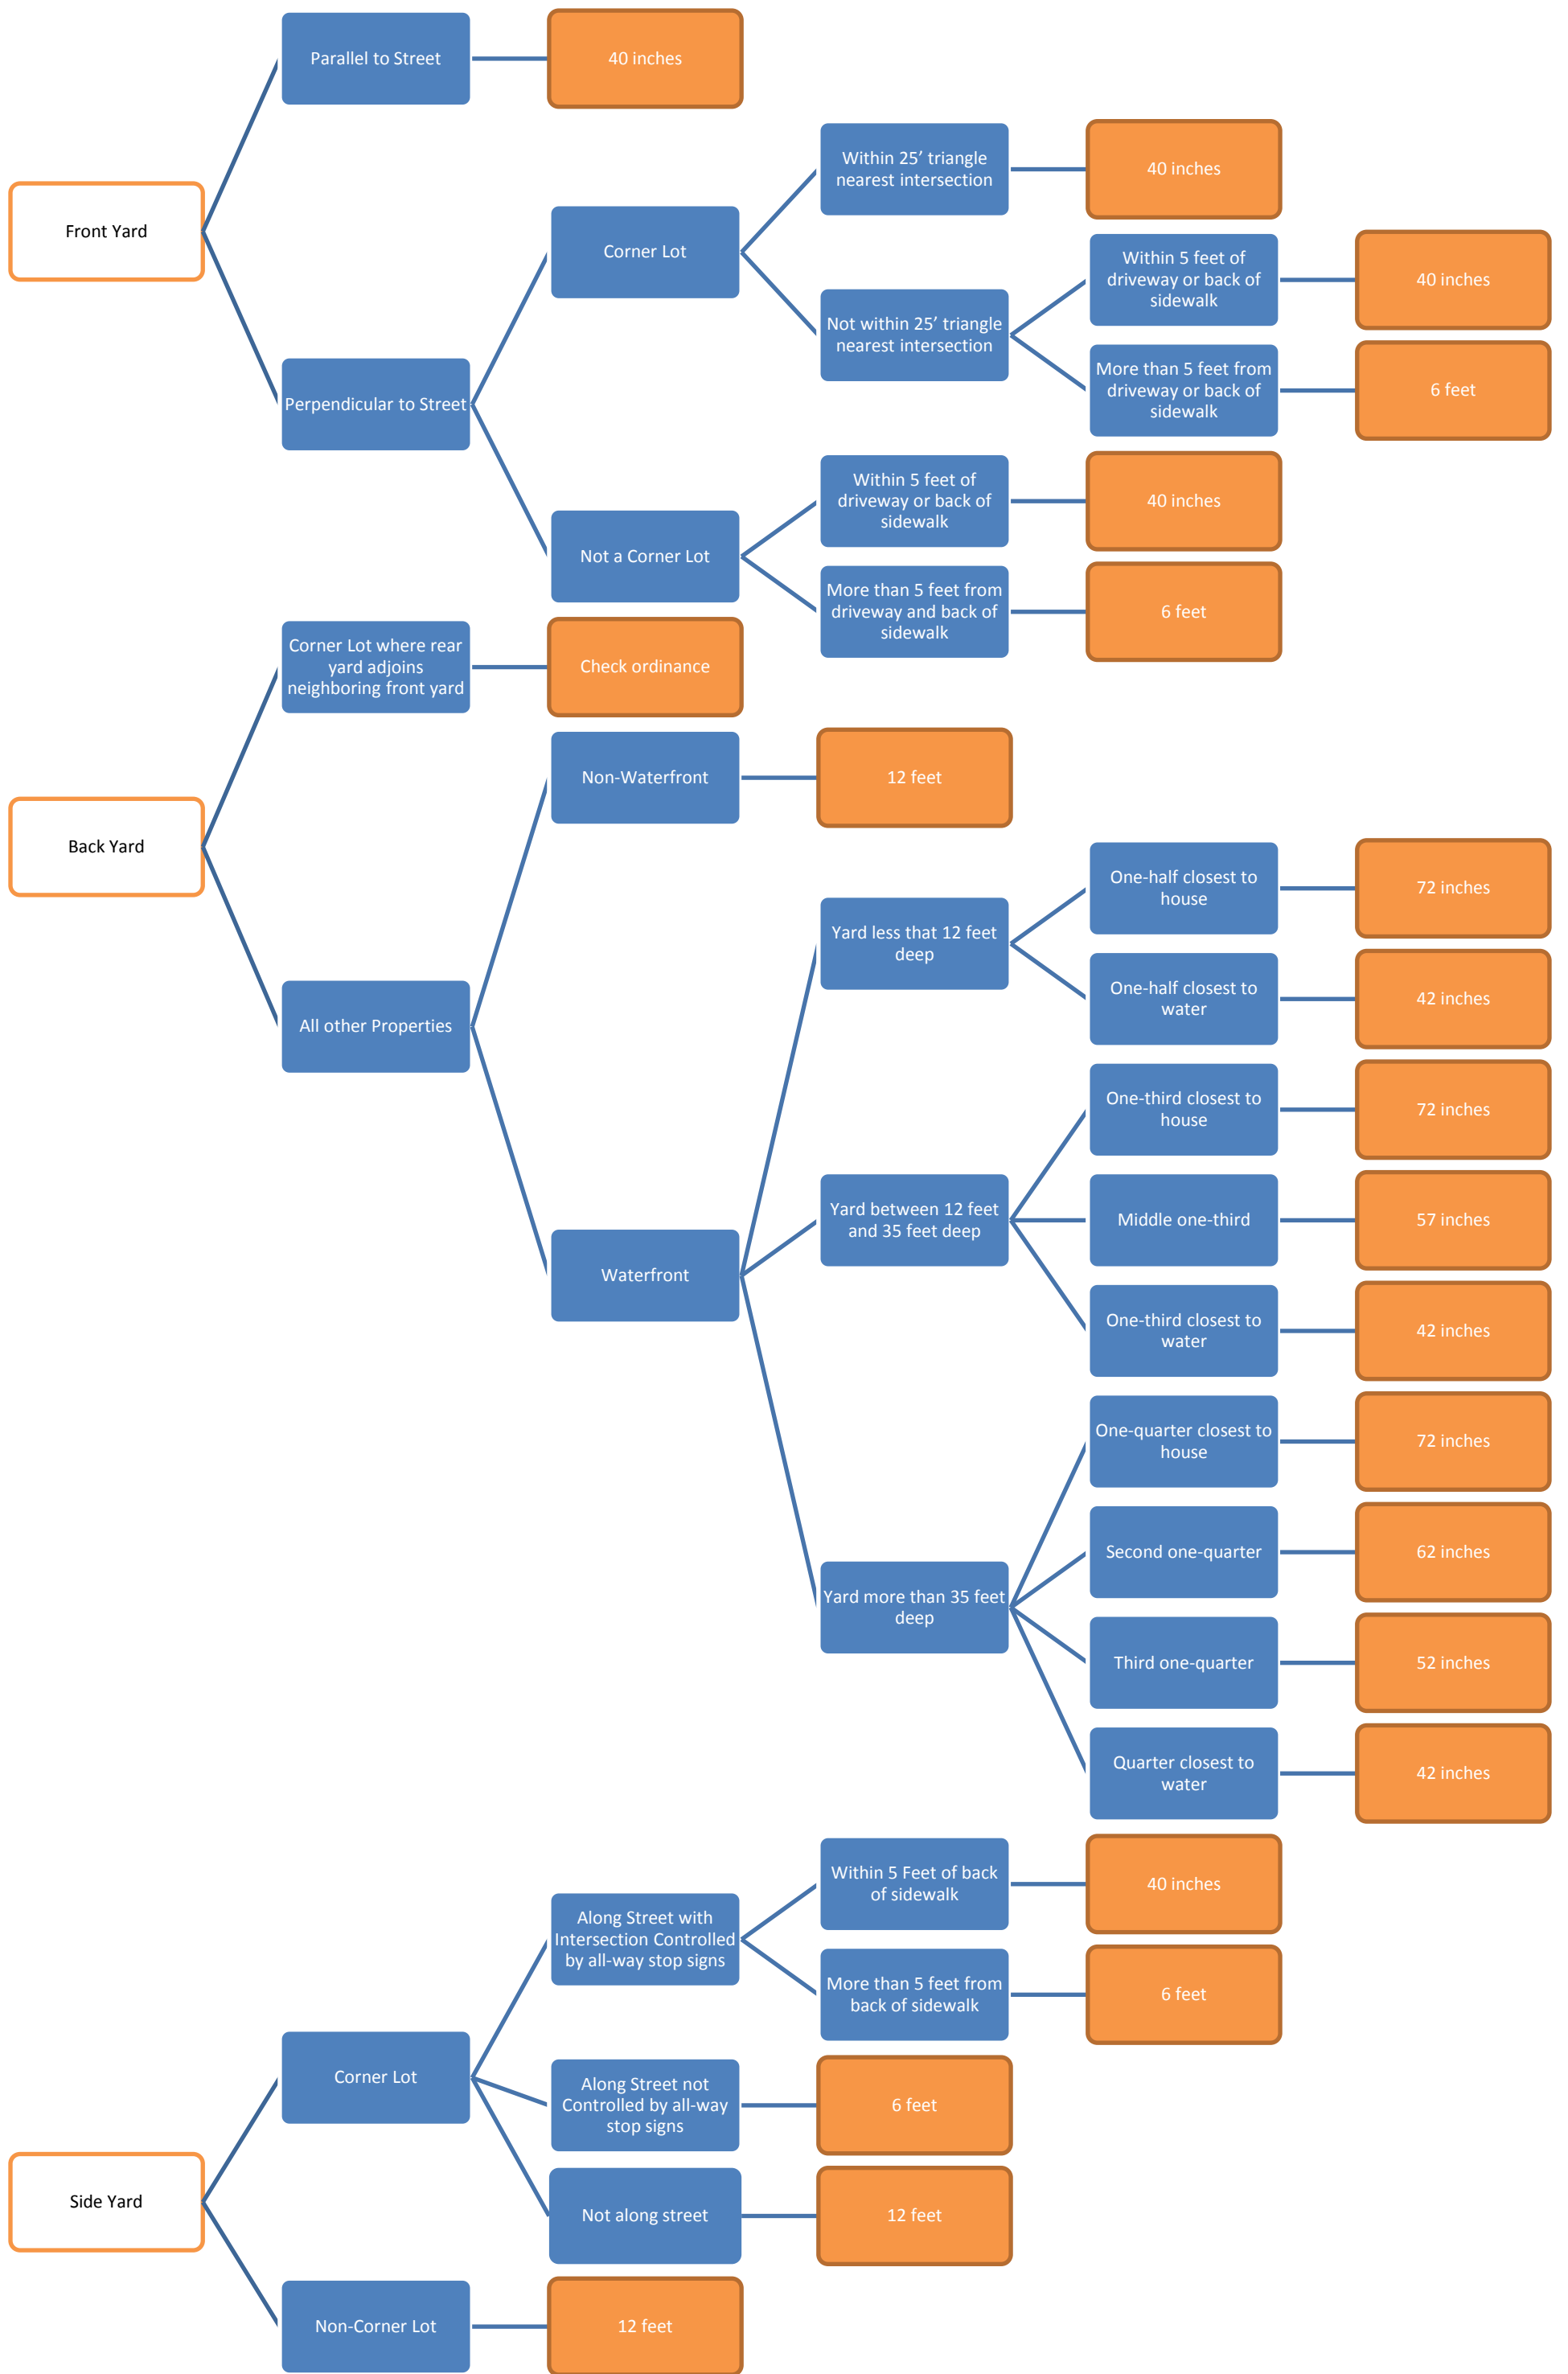 Front Yard
Parallel to Street
40 inches
Perpendicular to Street
Corner Lot
Within 25’ triangle
nearest intersection
40 inches
Not within 25’ triangle
nearest intersection
Within 5 feet of
driveway or back of
sidewalk
40 inches
More than 5 feet from
driveway or back of
sidewalk
6 feet
Not a Corner Lot
Within 5 feet of
driveway or back of
sidewalk
40 inches
More than 5 feet from
driveway and back of
sidewalk
6 feet
Back Yard
Corner Lot where rear
yard adjoins
neighboring front yard
Check ordinance
All other Properties
Non-Waterfront
12 feet
Waterfront
Yard less that 12 feet
deep
One-half closest to
house
72 inches
One-half closest to
water
42 inches
Yard between 12 feet
and 35 feet deep
One-third closest to
house
72 inches
Middle one-third
57 inches
One-third closest to
water
42 inches
Yard more than 35 feet
deep
One-quarter closest to
house
72 inches
Second one-quarter
62 inches
Third one-quarter
52 inches
Quarter closest to
water
42 inches
Side Yard
Corner Lot
Along Street with
Intersection Controlled
by all-way stop signs
Within 5 Feet of back
of sidewalk
40 inches
More than 5 feet from
back of sidewalk
6 feet
Along Street not
Controlled by all-way
stop signs
6 feet
Not along street
12 feet
Non-Corner Lot
12 feet